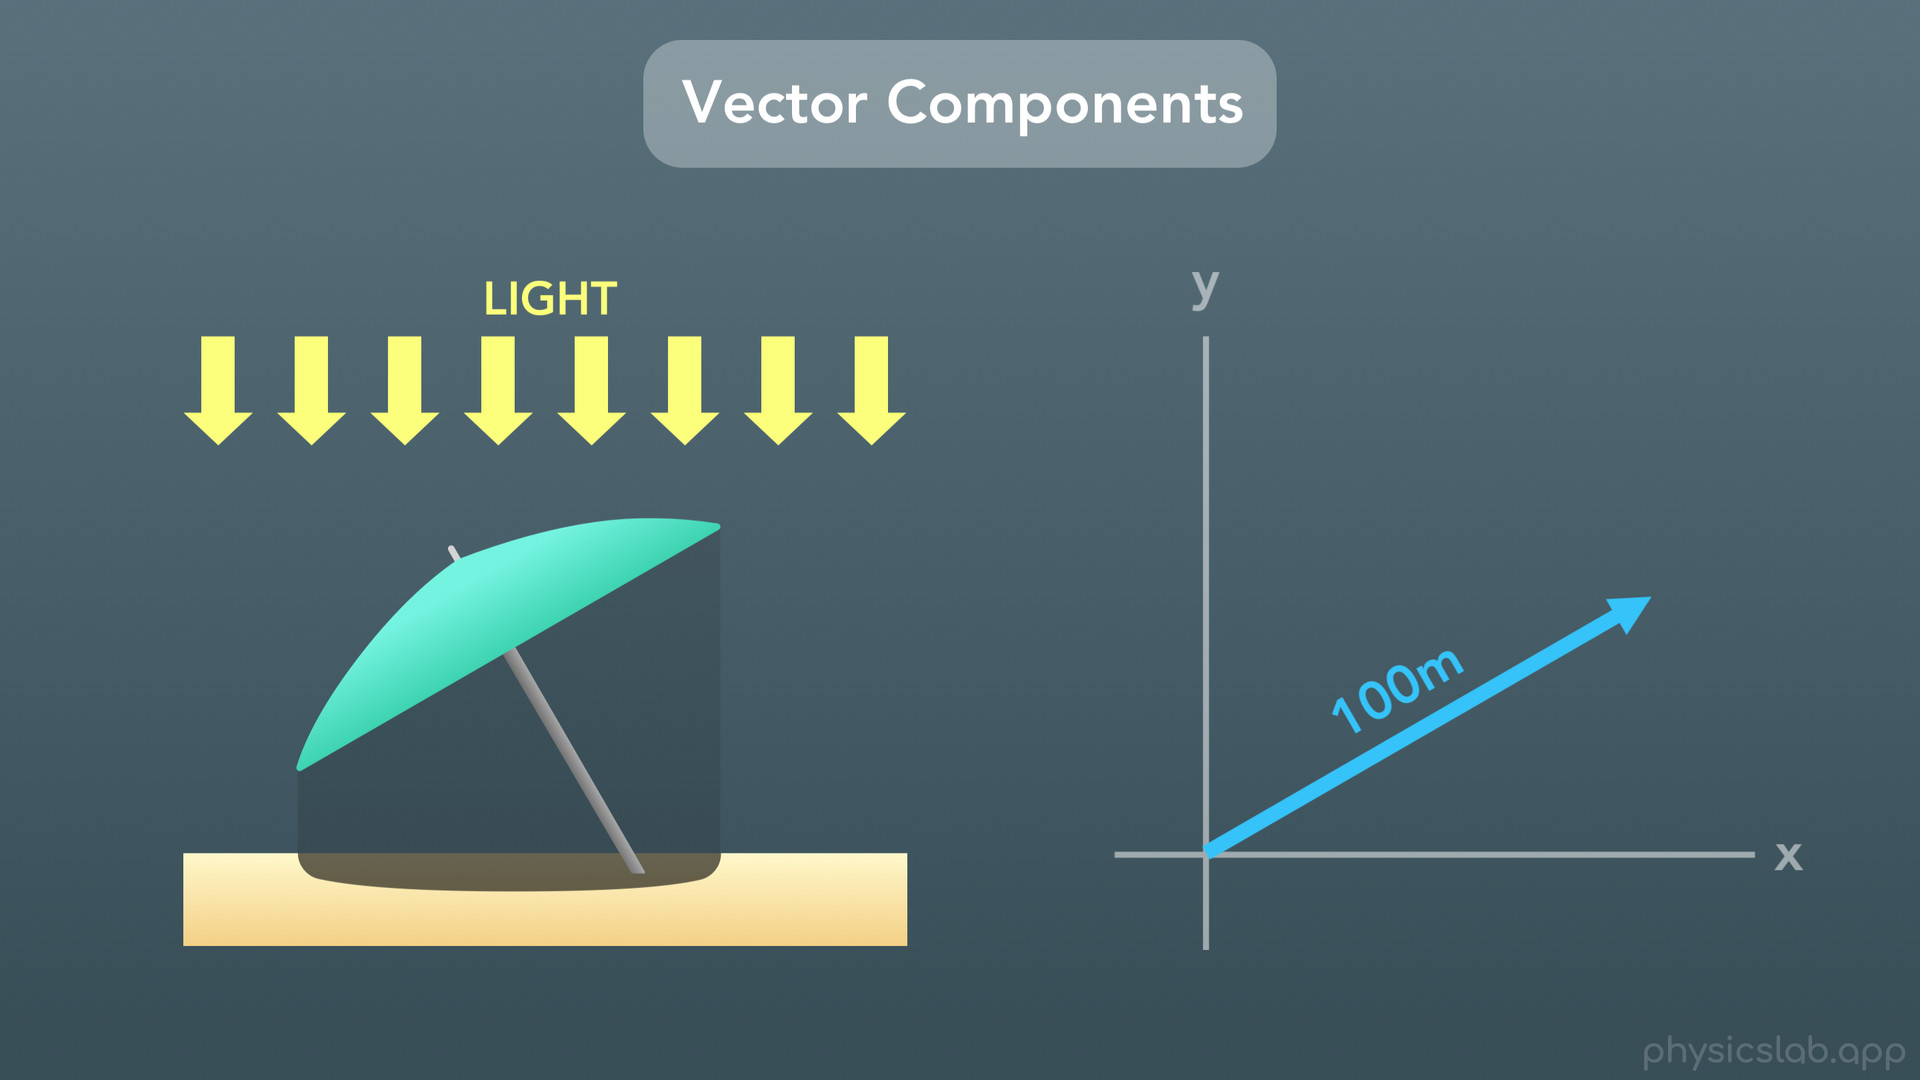 Vector Components
LIGHT
y
100m
x
physicslab.app